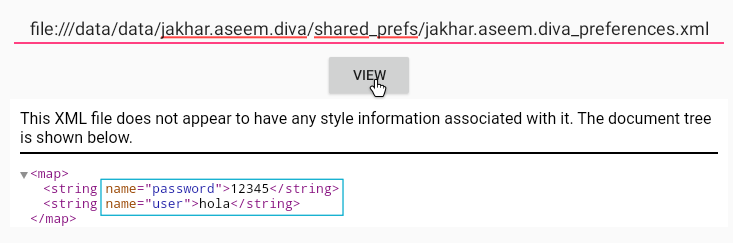 file:///data/data/jakhar.aseem.diva/shared_prefs/jakhar.aseem.diva_preferences.xml
VIEW
This XML file does not appear to have any style information associated with it. The document tree
is shown below.
▼<map>
<string name="password">12345</string>
<string name="user">hola</string>
</map>